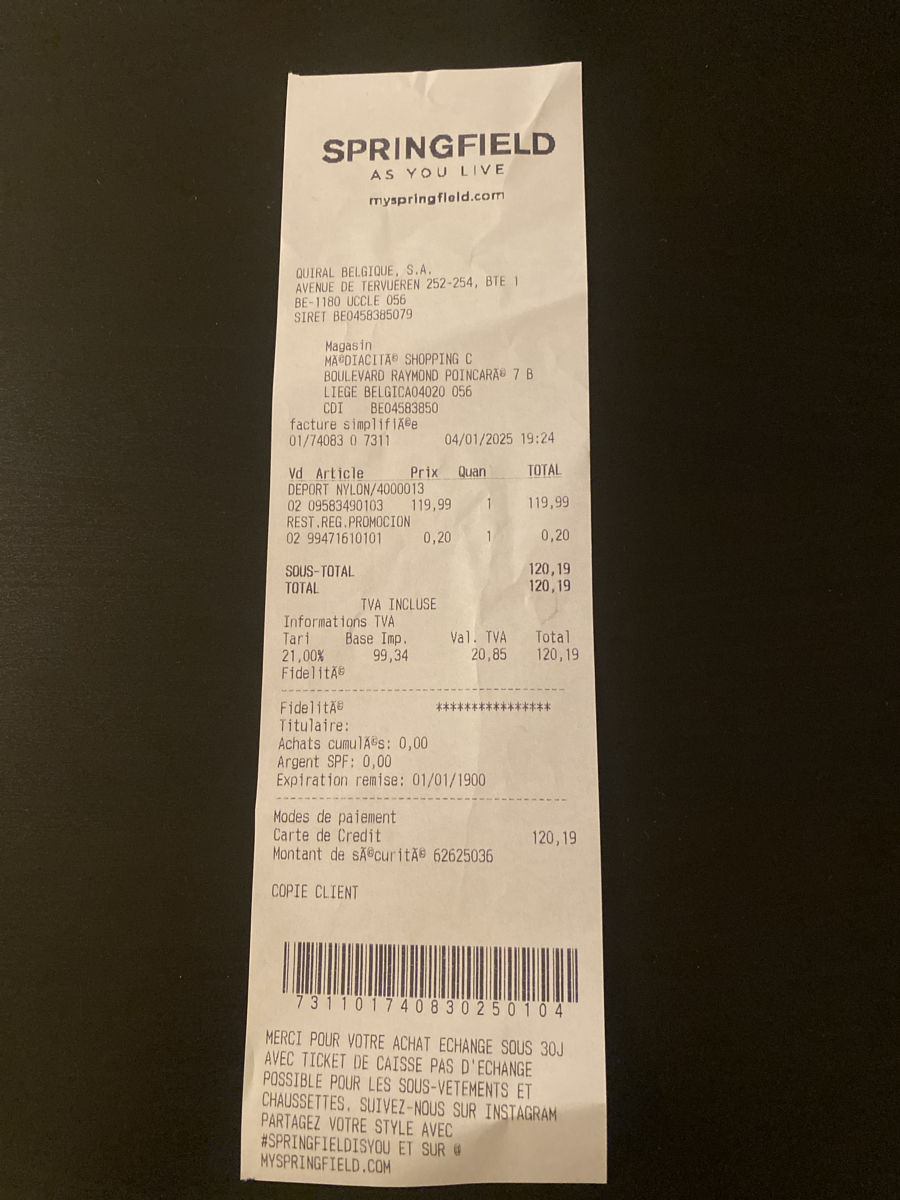 SPRINGFIELD
AS YOU LIVE
myspringfield.com
QUIRAL BELGIQUE, S.A.
AVENUE DE TERVUEREN 252-254, BTE 1
BE-1180 UCCLE 056
SIRET BE0458385079
Magasin
MÃ©DIACITÃ© SHOPPING C
BOULEVARD RAYMOND POINCARÃ© 7 B
LIEGE BELGICA04020 056
CDI BE04583850
facture simplifiÃ©e
01/74083 0 7311 04/01/2025 19:24
Vd Article Prix Quan TOTAL
DEPORT NYLON/4000013
02 09583490103 119,99 1 119,99
REST.REG.PROMOCION
02 99471610101 0,20 1 0,20
SOUS-TOTAL 120,19
TOTAL 120,19
TVA INCLUSE
Informations TVA
Tari Base Imp. Val. TVA Total
21,00% 99,34 20,85 120,19
FidelitÃ©
FidelitÃ© ****************
Titulaire:
Achats cumulÃ©s: 0,00
Argent SPF: 0,00
Expiration remise: 01/01/1900
Modes de paiement
Carte de Credit 120,19
Montant de sÃ©curitÃ© 62625036
COPIE CLIENT
731101740830250104
MERCI POUR VOTRE ACHAT ECHANGE SOUS 30J
AVEC TICKET DE CAISSE PAS D'ECHANGE
POSSIBLE POUR LES SOUS-VETEMENTS ET
CHAUSSETTES. SUIVEZ-NOUS SUR INSTAGRAM
PARTAGEZ VOTRE STYLE AVEC
#SPRINGFIELDISYOU ET SUR @
MYSPRINGFIELD.COM